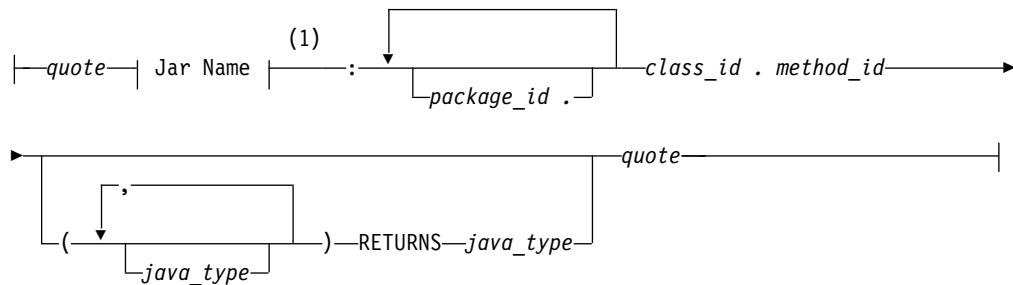 (1)
quote Jar Name : class_id . method_id
package_id .
quote
,
( ) RETURNS java_type
java_type